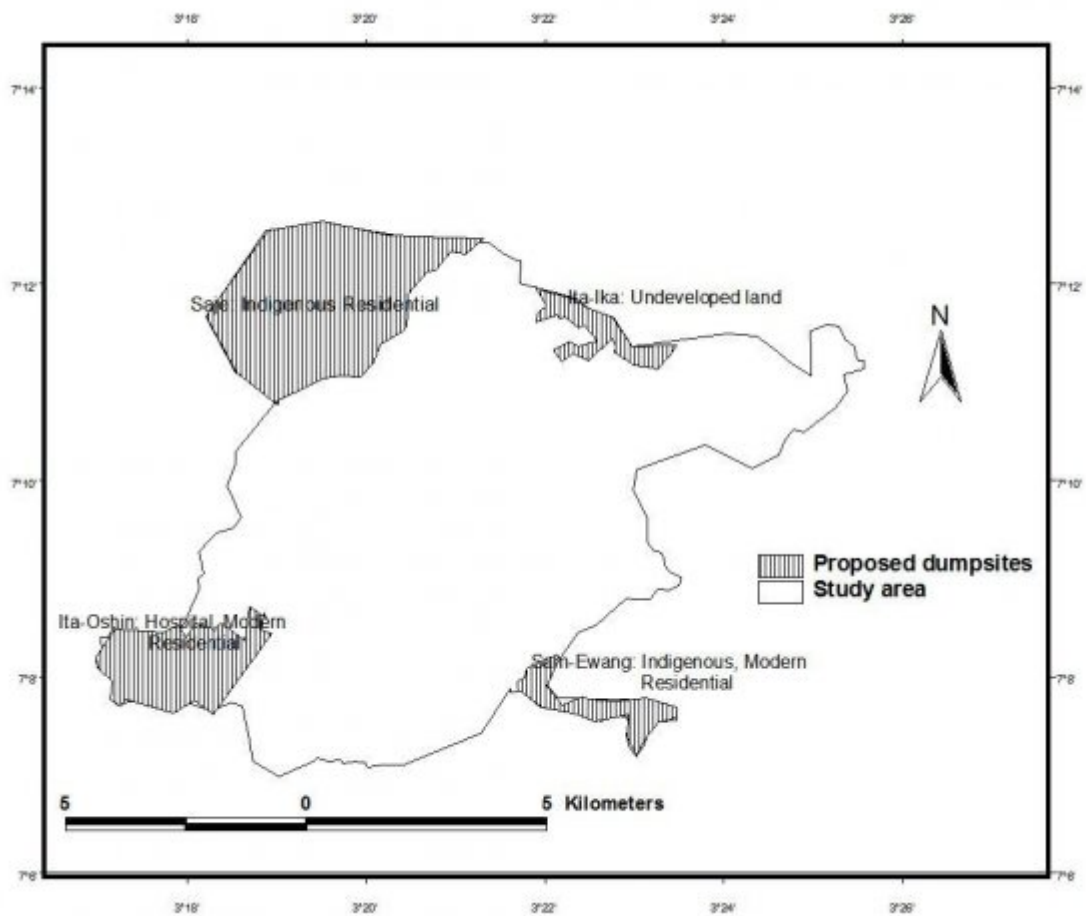 3°18' 3°20' 3°22' 3°24' 3°26'
7°14' 7°14'
7°12' 7°12'
Saje: Indigenous Residential
Ita-Ika: Undeveloped land
N
7°10' 7°10'
Proposed dumpsites
Study area
Ita-Oshin: Hospital, Modern
Residential
Sam-Ewang: Indigenous, Modern
Residential
7°8' 7°8'
5 0 5 Kilometers
7°6' 7°6'
3°18' 3°20' 3°22' 3°24' 3°26'